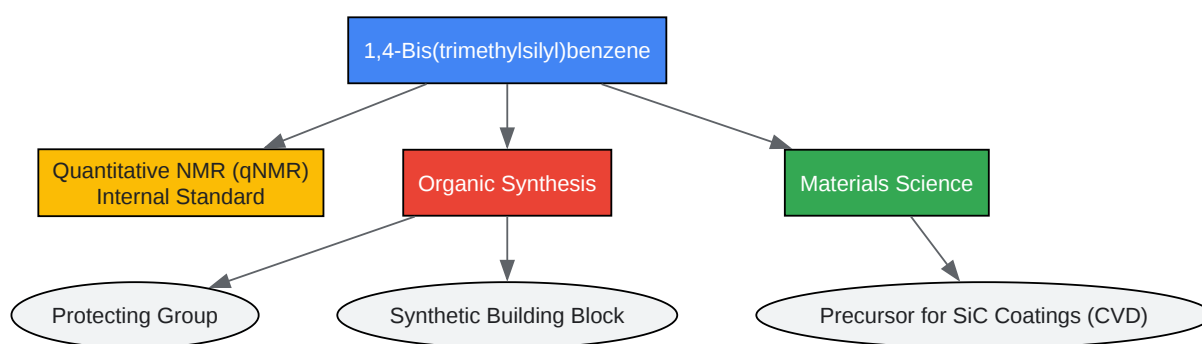 1,4-Bis(trimethylsilyl)benzene
Quantitative NMR (qNMR)
Internal Standard
Organic Synthesis
Materials Science
Protecting Group
Synthetic Building Block
Precursor for SiC Coatings (CVD)